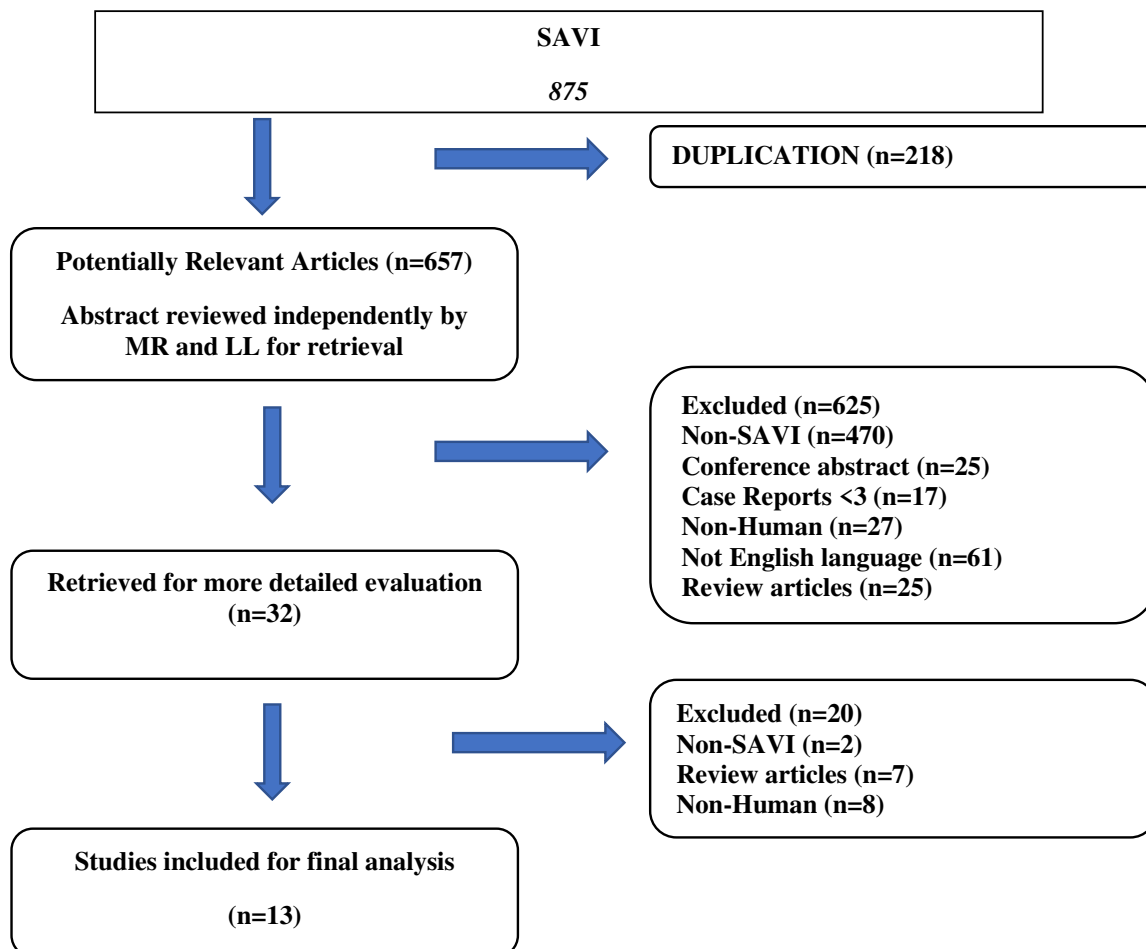 SAVI
875
DUPLICATION (n=218)
Potentially Relevant Articles (n=657)
Abstract reviewed independently by
MR and LL for retrieval
Excluded (n=625)
Non-SAVI (n=470)
Conference abstract (n=25)
Case Reports <3 (n=17)
Non-Human (n=27)
Not English language (n=61)
Review articles (n=25)
Retrieved for more detailed evaluation
(n=32)
Excluded (n=20)
Non-SAVI (n=2)
Review articles (n=7)
Non-Human (n=8)
Studies included for final analysis
(n=13)